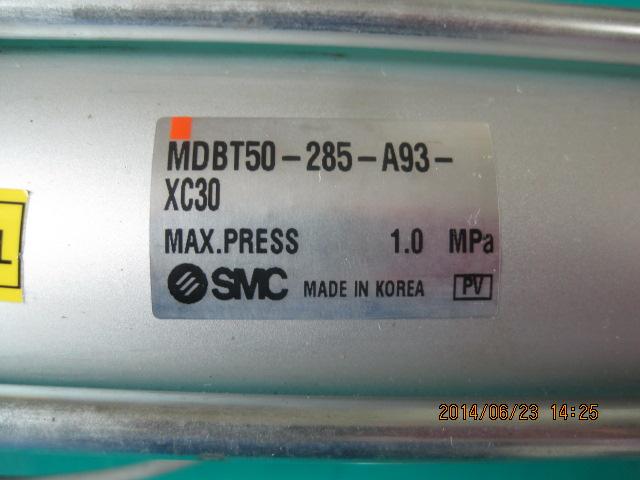 MDBT50-285-A93-
XC30
MAX.PRESS 1.0 MPa
SMC MADE IN KOREA PV
L
2014/06/23 14:25